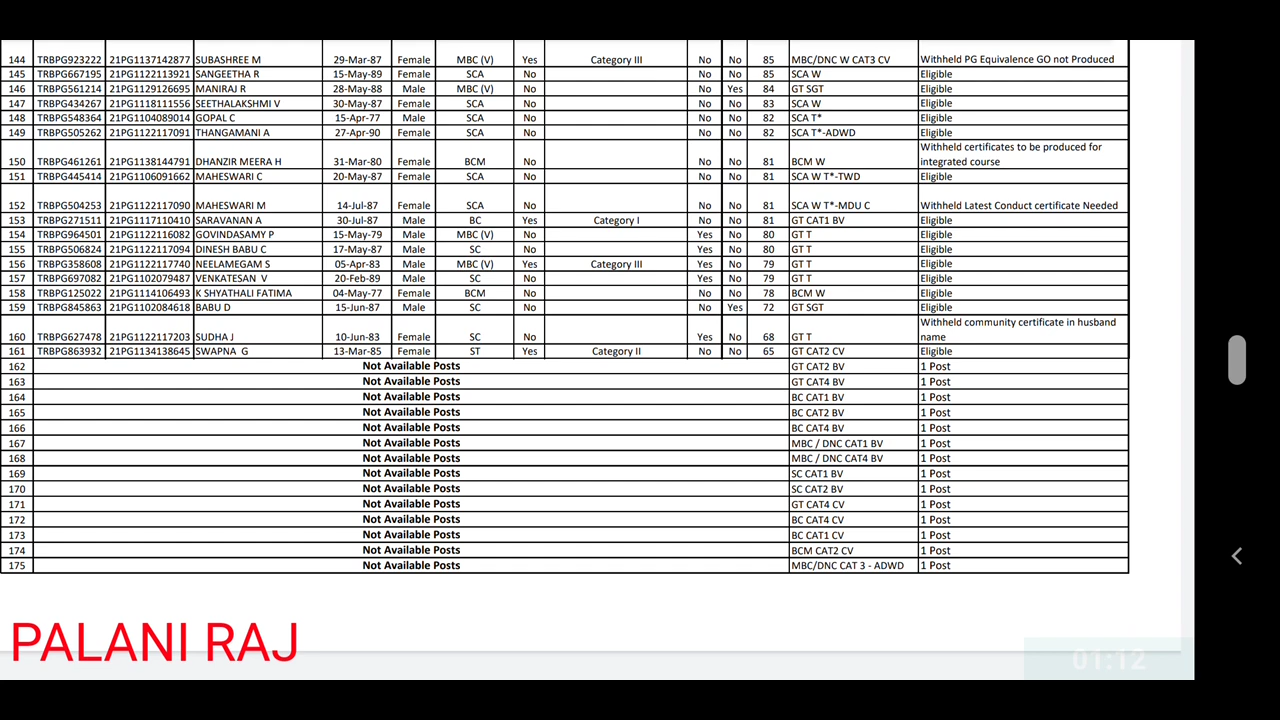 144 TRBPG923222 21PG1137142877 SUBASHREE M 29-Mar-87 Female MBC (V) Yes Category III No No 85 MBC/DNC W CAT3 CV Withheld PG Equivalence GO not Produced
145 TRBPG667195 21PG1122113921 SANGEETHA R 15-May-89 Female SCA No No No 85 SCA W Eligible
146 TRBPG561214 21PG1129126695 MANIRAJ R 28-May-88 Male MBC (V) No No Yes 84 GT SGT Eligible
147 TRBPG434267 21PG1118111556 SEETHALAKSHMI V 30-May-87 Female SCA No No No 83 SCA W Eligible
148 TRBPG548364 21PG1104089014 GOPAL C 15-Apr-77 Male SCA No No No 82 SCA T* Eligible
149 TRBPG505262 21PG1122117091 THANGAMANI A 27-Apr-90 Female SCA No No No 82 SCA T*-ADWD Eligible
Withheld certificates to be produced for
150 TRBPG461261 21PG1138144791 DHANZIR MEERA H 31-Mar-80 Female BCM No No No 81 BCM W integrated course
151 TRBPG445414 21PG1106091662 MAHESWARI C 20-May-87 Female SCA No No No 81 SCA W T*-TWD Eligible
152 TRBPG504253 21PG1122117090 MAHESWARI M 14-Jul-87 Female SCA No No No 81 SCA W T*-MDU C Withheld Latest Conduct certificate Needed
153 TRBPG271511 21PG1117110410 SARAVANAN A 30-Jul-87 Male BC Yes Category I No No 81 GT CAT1 BV Eligible
154 TRBPG964501 21PG1122116082 GOVINDASAMY P 15-May-79 Male MBC (V) No Yes No 80 GT T Eligible
155 TRBPG506824 21PG1122117094 DINESH BABU C 17-May-87 Male SC No Yes No 80 GT T Eligible
156 TRBPG358608 21PG1122117740 NEELAMEGAM S 05-Apr-83 Male MBC (V) Yes Category III Yes No 79 GT T Eligible
157 TRBPG697082 21PG1102079487 VENKATESAN V 20-Feb-89 Male SC No Yes No 79 GT T Eligible
158 TRBPG125022 21PG1114106493 K SHYATHALI FATIMA 04-May-77 Female BCM No No No 78 BCM W Eligible
159 TRBPG845863 21PG1102084618 BABU D 15-Jun-87 Male SC No No Yes 72 GT SGT Eligible
Withheld community certificate in husband
160 TRBPG627478 21PG1122117203 SUDHA J 10-Jun-83 Female SC No Yes No 68 GT T name
161 TRBPG863932 21PG1134138645 SWAPNA G 13-Mar-85 Female ST Yes Category II No No 65 GT CAT2 CV Eligible
162 Not Available Posts GT CAT2 BV 1 Post
163 Not Available Posts GT CAT4 BV 1 Post
164 Not Available Posts BC CAT1 BV 1 Post
165 Not Available Posts BC CAT2 BV 1 Post
166 Not Available Posts BC CAT4 BV 1 Post
167 Not Available Posts MBC / DNC CAT1 BV 1 Post
168 Not Available Posts MBC / DNC CAT4 BV 1 Post
169 Not Available Posts SC CAT1 BV 1 Post
170 Not Available Posts SC CAT2 BV 1 Post
171 Not Available Posts GT CAT4 CV 1 Post
172 Not Available Posts BC CAT4 CV 1 Post
173 Not Available Posts BC CAT1 CV 1 Post
174 Not Available Posts BCM CAT2 CV 1 Post
175 Not Available Posts MBC/DNC CAT 3 - ADWD 1 Post
PALANI RAJ
01:12